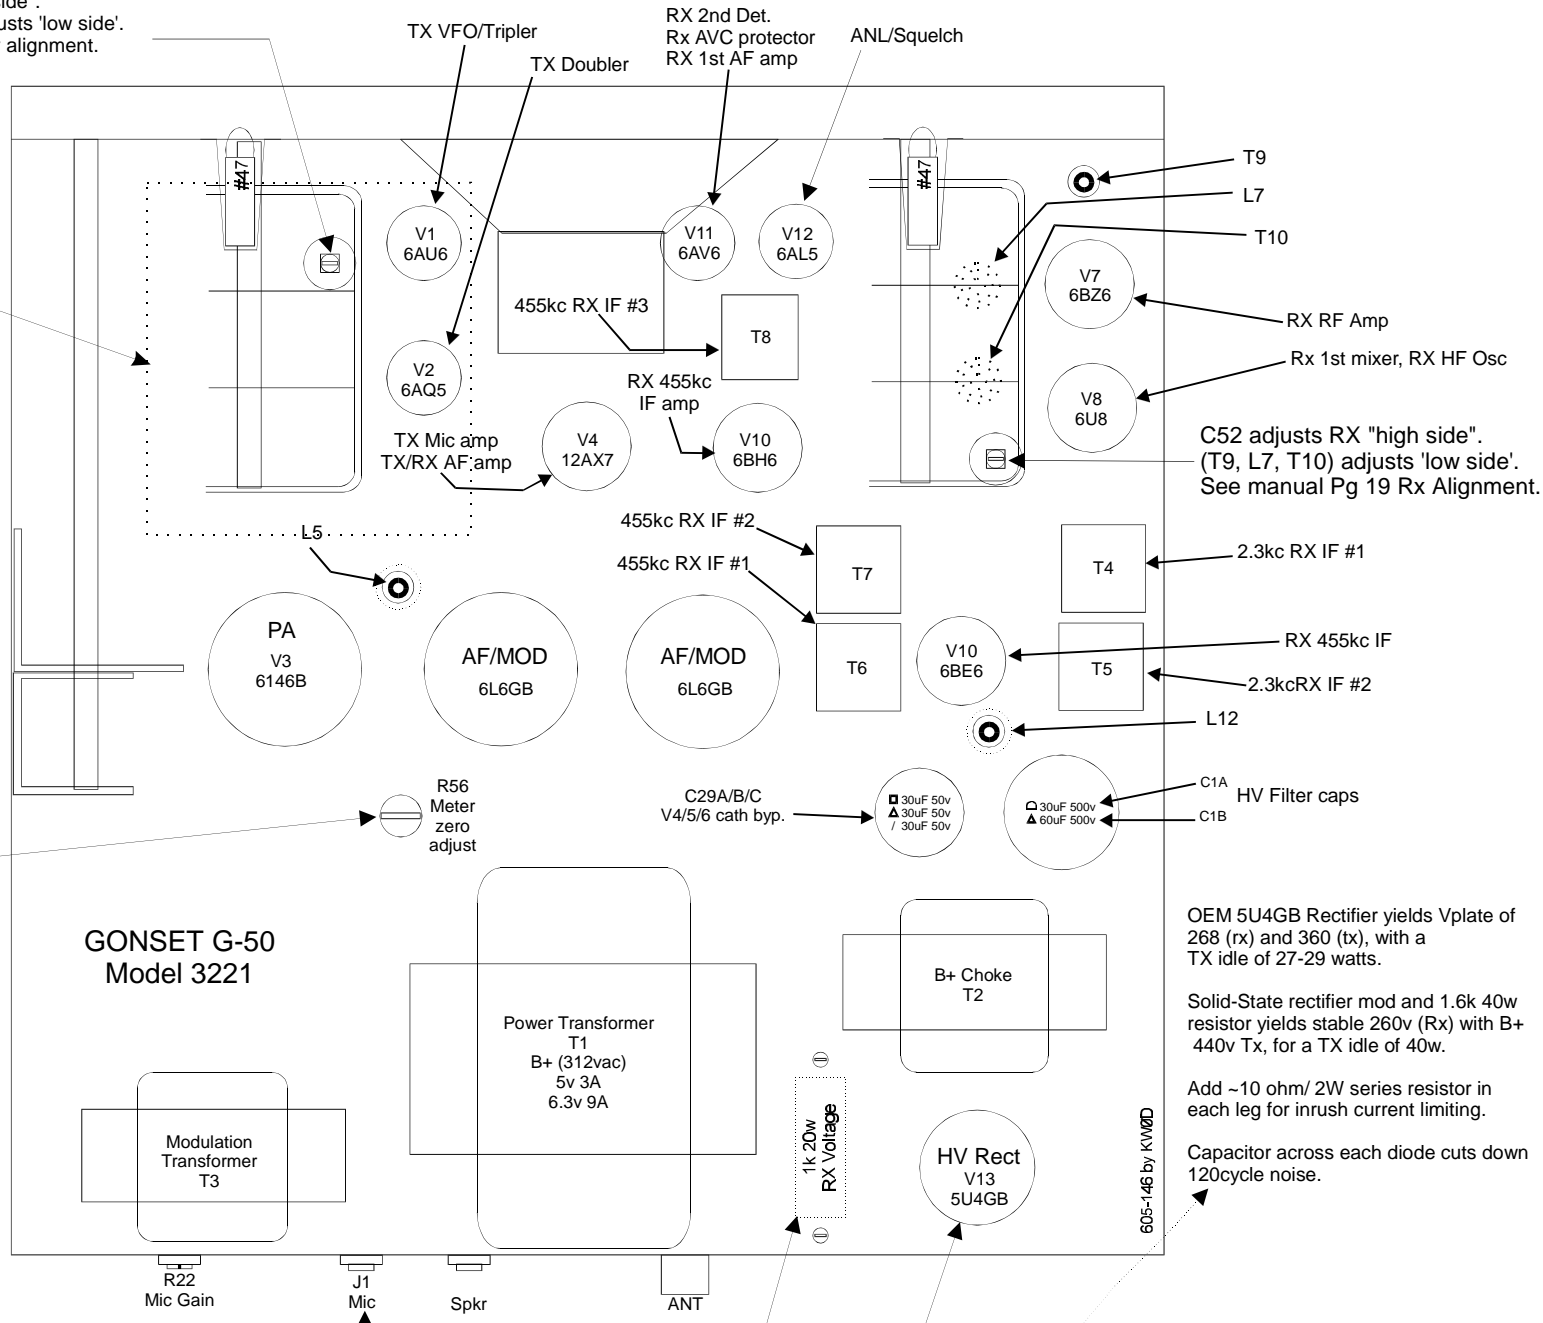 side'.
usts 'low side'.
alignment.
TX VFO/Tripler
TX Doubler
RX 2nd Det.
Rx AVC protector
RX 1st AF amp
ANL/Squelch
#47
#47
T9
L7
T10
V1
6AU6
V11
6AV6
V12
6AL5
V7
6BZ6
455kc RX IF #3
T8
RX RF Amp
Rx 1st mixer, RX HF Osc
V2
6AQ5
RX 455kc
IF amp
V8
6U8
TX Mic amp
TX/RX AF amp
V4
12AX7
V10
6BH6
C52 adjusts RX "high side".
(T9, L7, T10) adjusts 'low side'.
See manual Pg 19 Rx Alignment.
L5
455kc RX IF #2
455kc RX IF #1
T7
T4
2.3kc RX IF #1
PA
V3
6146B
AF/MOD
6L6GB
AF/MOD
6L6GB
T6
V10
6BE6
T5
RX 455kc IF
2.3kcRX IF #2
L12
R56
Meter
zero
adjust
C29A/B/C
V4/5/6 cath byp.
30uF 50v
30uF 50v
/ 30uF 50v
30uF 500v
60uF 500v
C1A
HV Filter caps
C1B
GONSET G-50
Model 3221
B+ Choke
T2
OEM 5U4GB Rectifier yields Vplate of
268 (rx) and 360 (tx), with a
TX idle of 27-29 watts.
Solid-State rectifier mod and 1.6k 40w
resistor yields stable 260v (Rx) with B+
440v Tx, for a TX idle of 40w.
Add ~10 ohm/ 2W series resistor in
each leg for inrush current limiting.
Capacitor across each diode cuts down
120cycle noise.
Power Transformer
T1
B+ (312vac)
5v 3A
6.3v 9A
Modulation
Transformer
T3
1k 20w
RX Voltage
HV Rect
V13
5U4GB
605-146 by KWØD
R22
Mic Gain
J1
Mic
Spkr
ANT